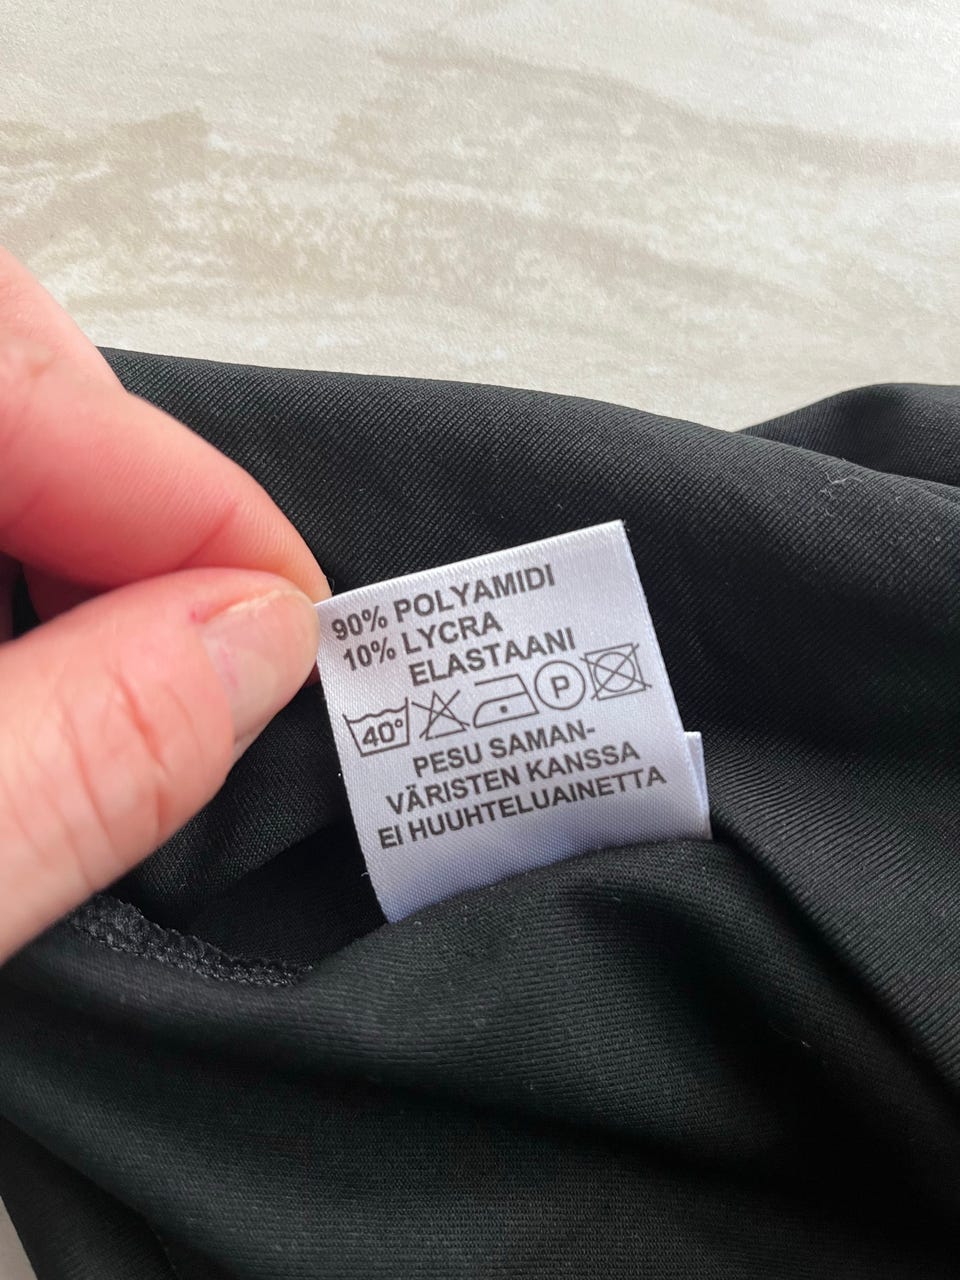 90% POLYAMIDI
10% LYCRA
ELASTAANI
40° P
PESU SAMAN-
VÄRISTEN KANSSA
EI HUUHTELUAINETTA